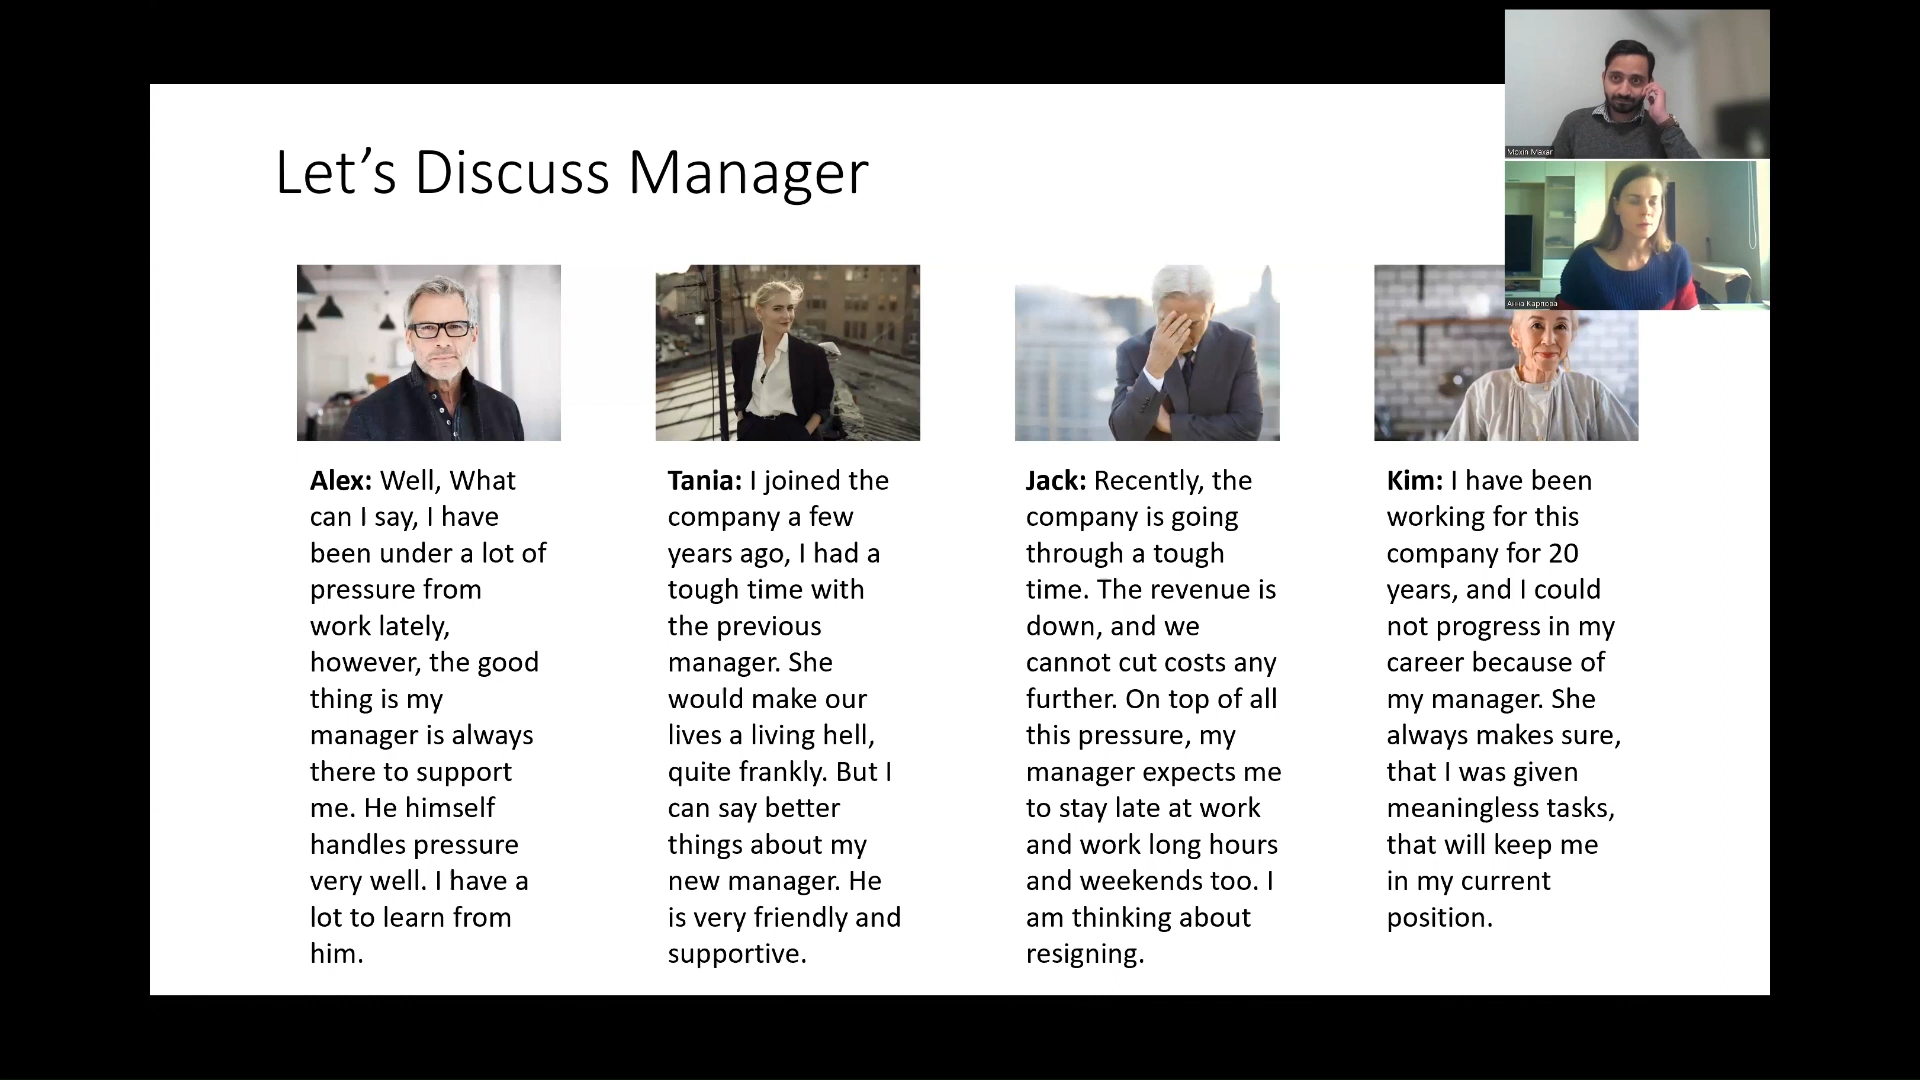 Let’s Discuss Manager
Мохіn Maxar
Анна Карпова
Alex: Well, What
can I say, I have
been under a lot of
pressure from
work lately,
however, the good
thing is my
manager is always
there to support
me. He himself
handles pressure
very well. I have a
lot to learn from
him.
Tania: I joined the
company a few
years ago, I had a
tough time with
the previous
manager. She
would make our
lives a living hell,
quite frankly. But I
can say better
things about my
new manager. He
is very friendly and
supportive.
Jack: Recently, the
company is going
through a tough
time. The revenue is
down, and we
cannot cut costs any
further. On top of all
this pressure, my
manager expects me
to stay late at work
and work long hours
and weekends too. I
am thinking about
resigning.
Kim: I have been
working for this
company for 20
years, and I could
not progress in my
career because of
my manager. She
always makes sure,
that I was given
meaningless tasks,
that will keep me
in my current
position.